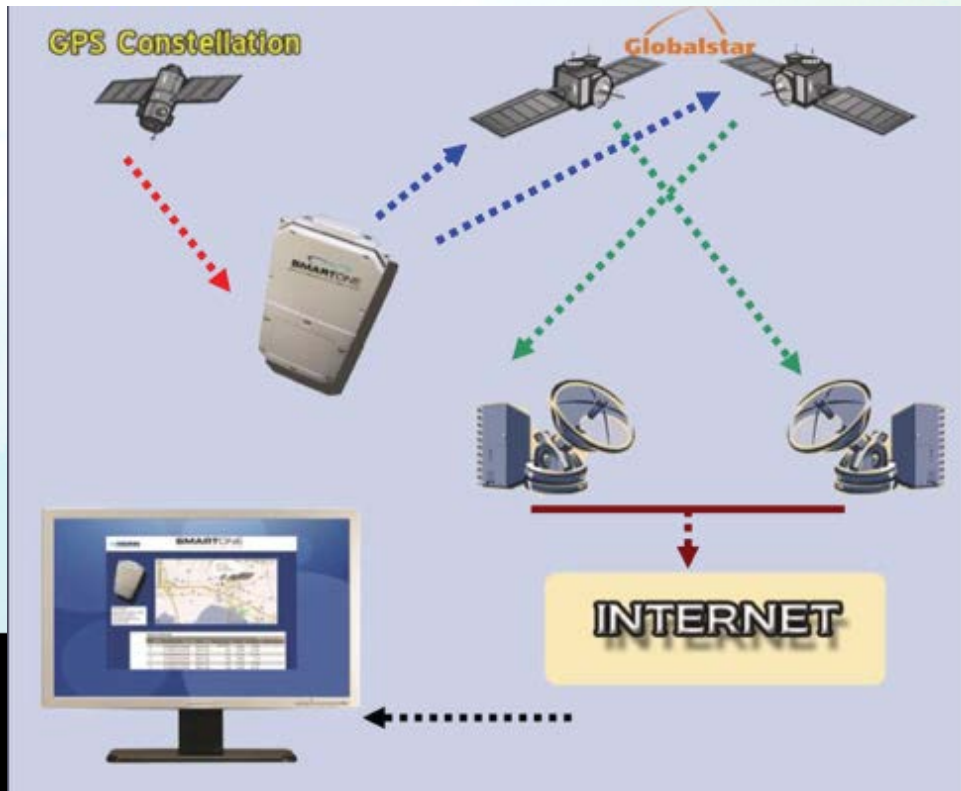 GPS Constellation
Globalstar
SMARTONE
SMARTONE
INTERNET